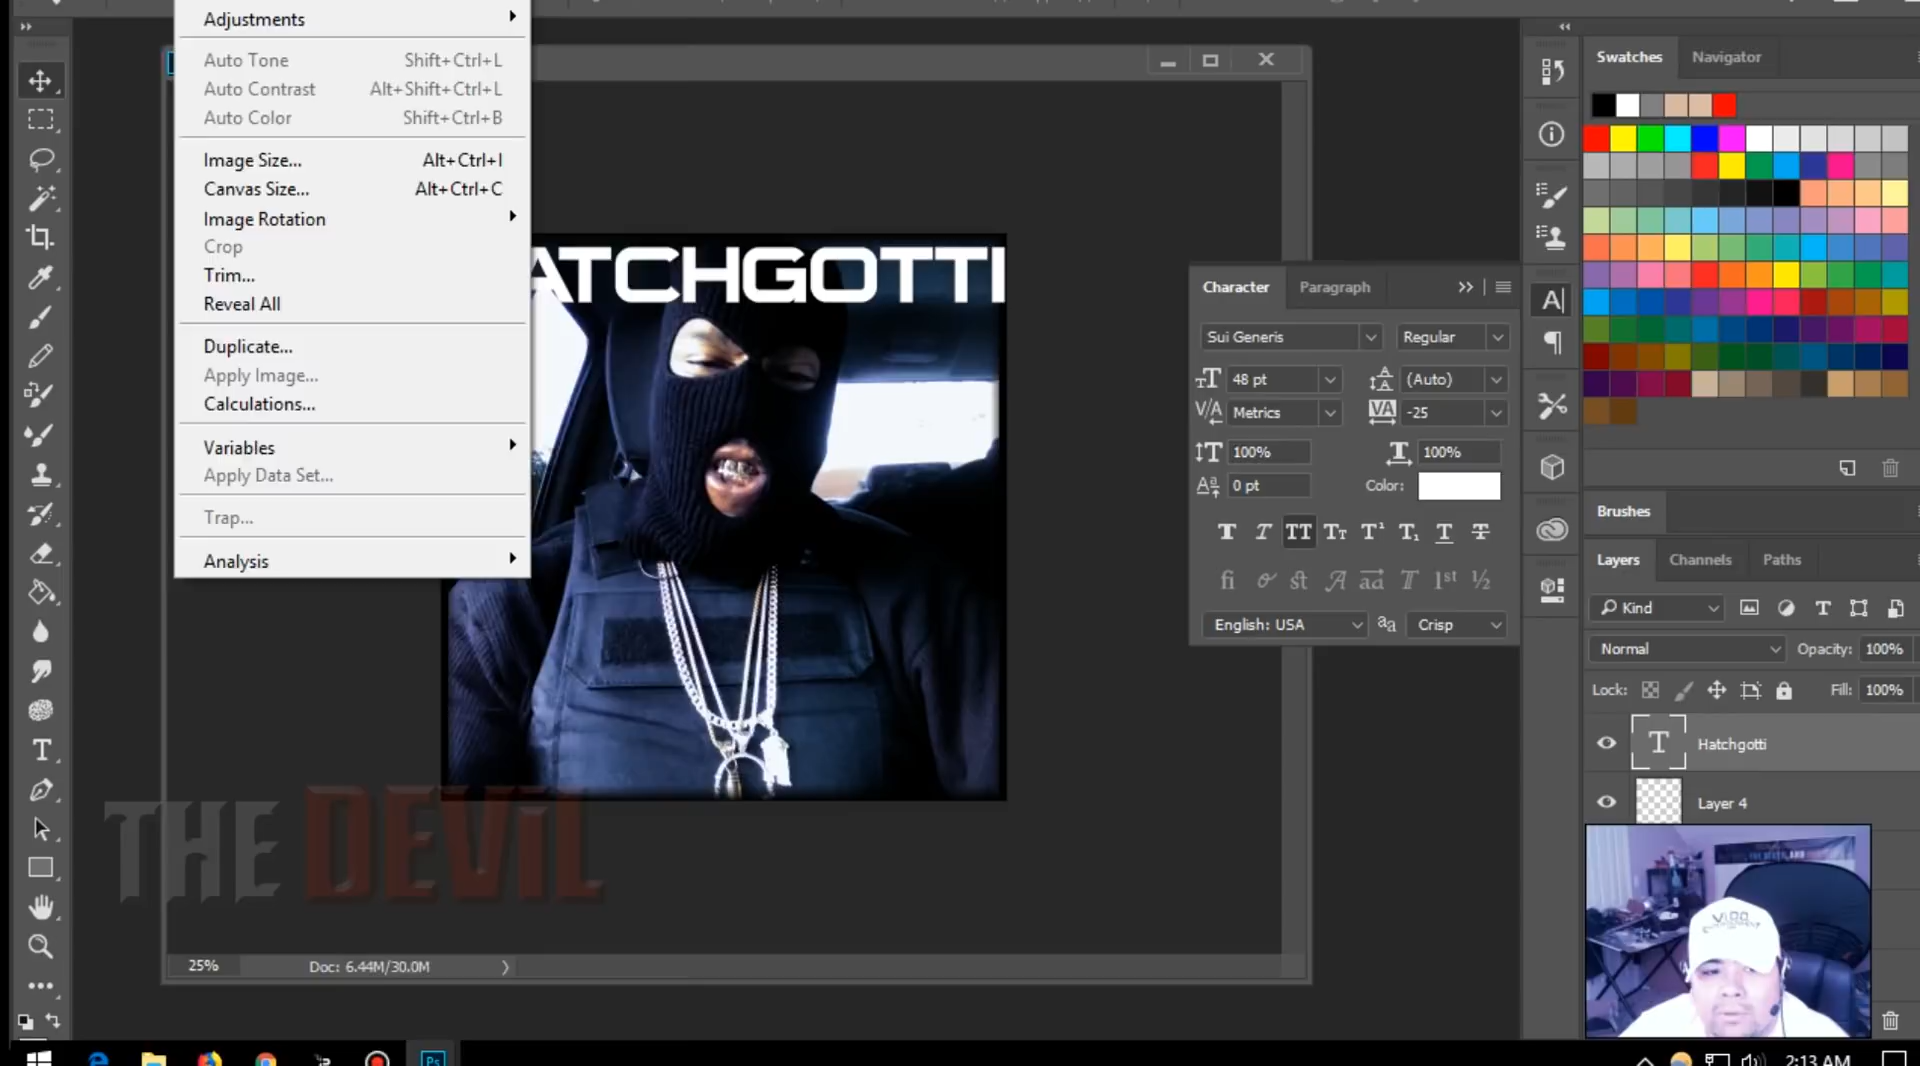 Adjustments
Auto Tone Shift+Ctrl+L
Auto Contrast Alt+Shift+Ctrl+L
Auto Color Shift+Ctrl+B
Image Size... Alt+Ctrl+I
Canvas Size... Alt+Ctrl+C
Image Rotation
Crop
Trim...
Reveal All
Duplicate...
Apply Image...
Calculations...
Variables
Apply Data Set...
Trap...
Analysis
ATCHGOTTI
THE DEViL
25% Doc: 6.44M/30.0M
Character Paragraph
Sui Generis Regular
48 pt (Auto)
Metrics -25
100% 100%
0 pt Color:
English: USA Crisp
Swatches Navigator
Brushes
Layers Channels Paths
Kind
Normal Opacity: 100%
Lock: Fill: 100%
Hatchgotti
Layer 4
2:13 AM